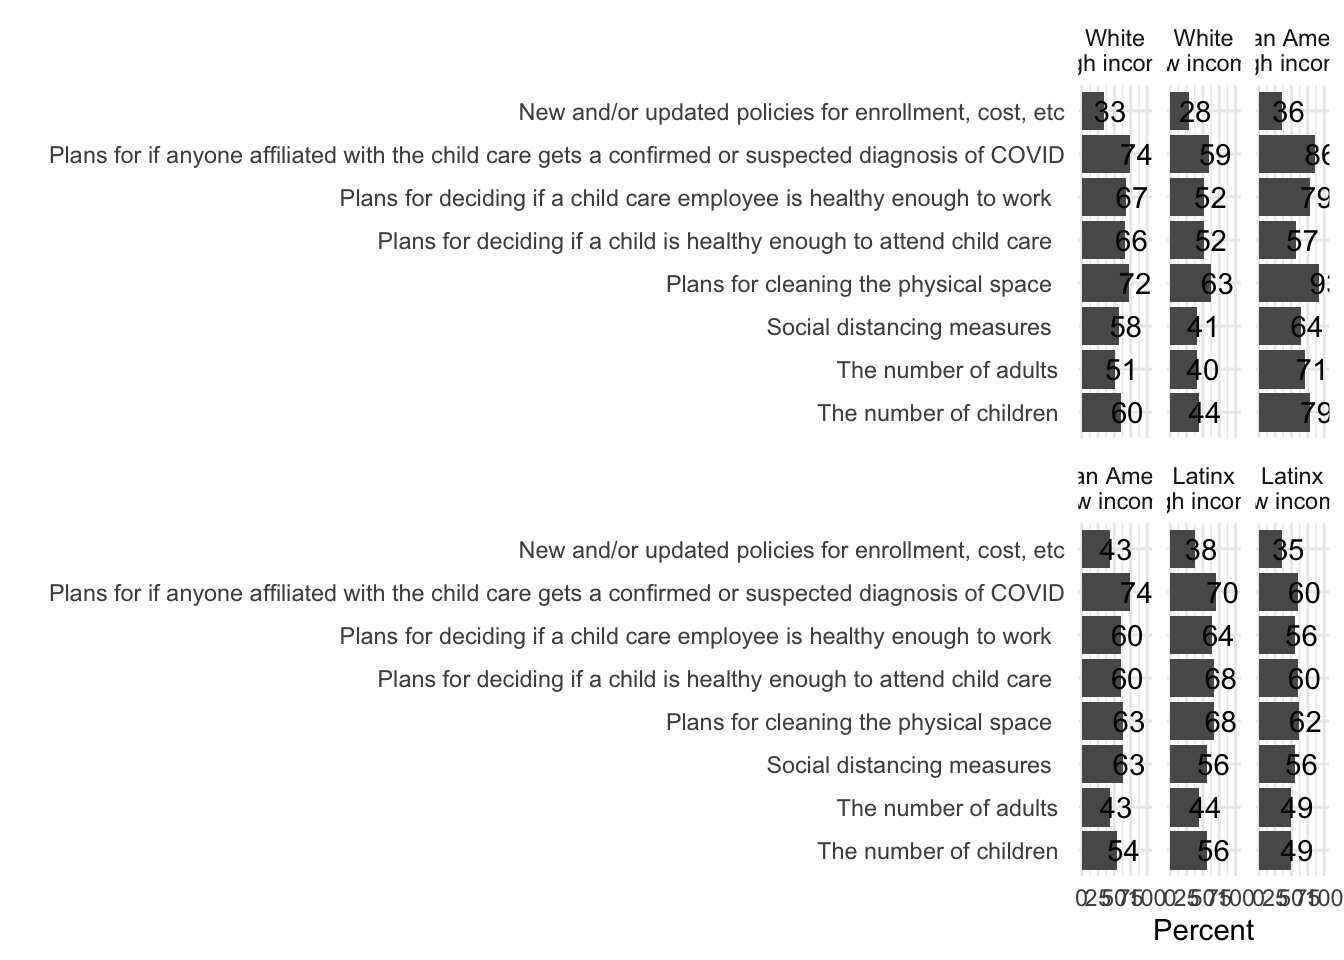 White White an Ame
gh incor w incom gh incor
New and/or updated policies for enrollment, cost, etc 33 28 36
Plans for if anyone affiliated with the child care gets a confirmed or suspected diagnosis of COVID 74 59 86
Plans for deciding if a child care employee is healthy enough to work 67 52 79
Plans for deciding if a child is healthy enough to attend child care 66 52 57
Plans for cleaning the physical space 72 63 93
Social distancing measures 58 41 64
The number of adults 51 40 71
The number of children 60 44 79
an Ame Latinx Latinx
w incom gh incor w incom
New and/or updated policies for enrollment, cost, etc 43 38 35
Plans for if anyone affiliated with the child care gets a confirmed or suspected diagnosis of COVID 74 70 60
Plans for deciding if a child care employee is healthy enough to work 60 64 56
Plans for deciding if a child is healthy enough to attend child care 60 68 60
Plans for cleaning the physical space 63 68 62
Social distancing measures 63 56 56
The number of adults 43 44 49
The number of children 54 56 49
0 25 50 75 100 0 25 50 75 100 0 25 50 75 100
Percent